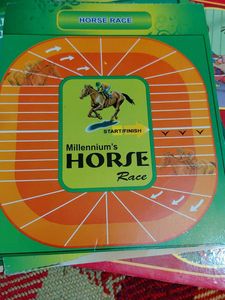 HORSE RACE
START/FINISH
Millennium's
HORSE
Race